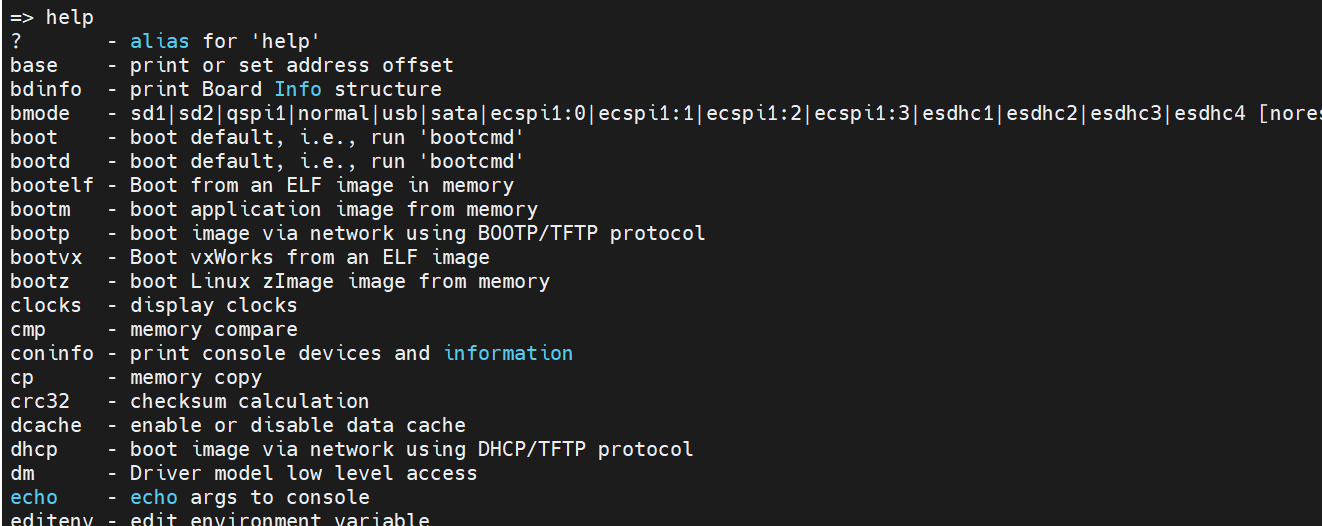 => help
?       - alias for 'help'
base    - print or set address offset
bdinfo  - print Board Info structure
bmode   - sd1|sd2|qspi1|normal|usb|sata|ecspi1:0|ecspi1:1|ecspi1:2|ecspi1:3|esdhc1|esdhc2|esdhc3|esdhc4 [nores
boot    - boot default, i.e., run 'bootcmd'
bootd   - boot default, i.e., run 'bootcmd'
bootelf - Boot from an ELF image in memory
bootm   - boot application image from memory
bootp   - boot image via network using BOOTP/TFTP protocol
bootvx  - Boot vxWorks from an ELF image
bootz   - boot Linux zImage image from memory
clocks  - display clocks
cmp     - memory compare
coninfo - print console devices and information
cp      - memory copy
crc32   - checksum calculation
dcache  - enable or disable data cache
dhcp    - boot image via network using DHCP/TFTP protocol
dm      - Driver model low level access
echo    - echo args to console
editenv - edit environment variable